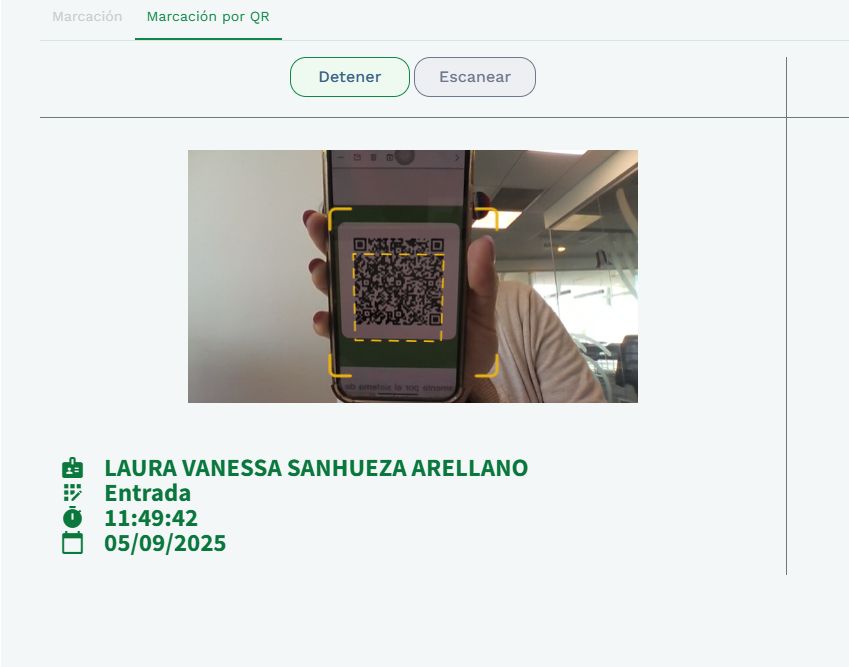 Marcación
Marcación por QR
Detener
Escanear
LAURA VANESSA SANHUEZA ARELLANO
Entrada
11:49:42
05/09/2025